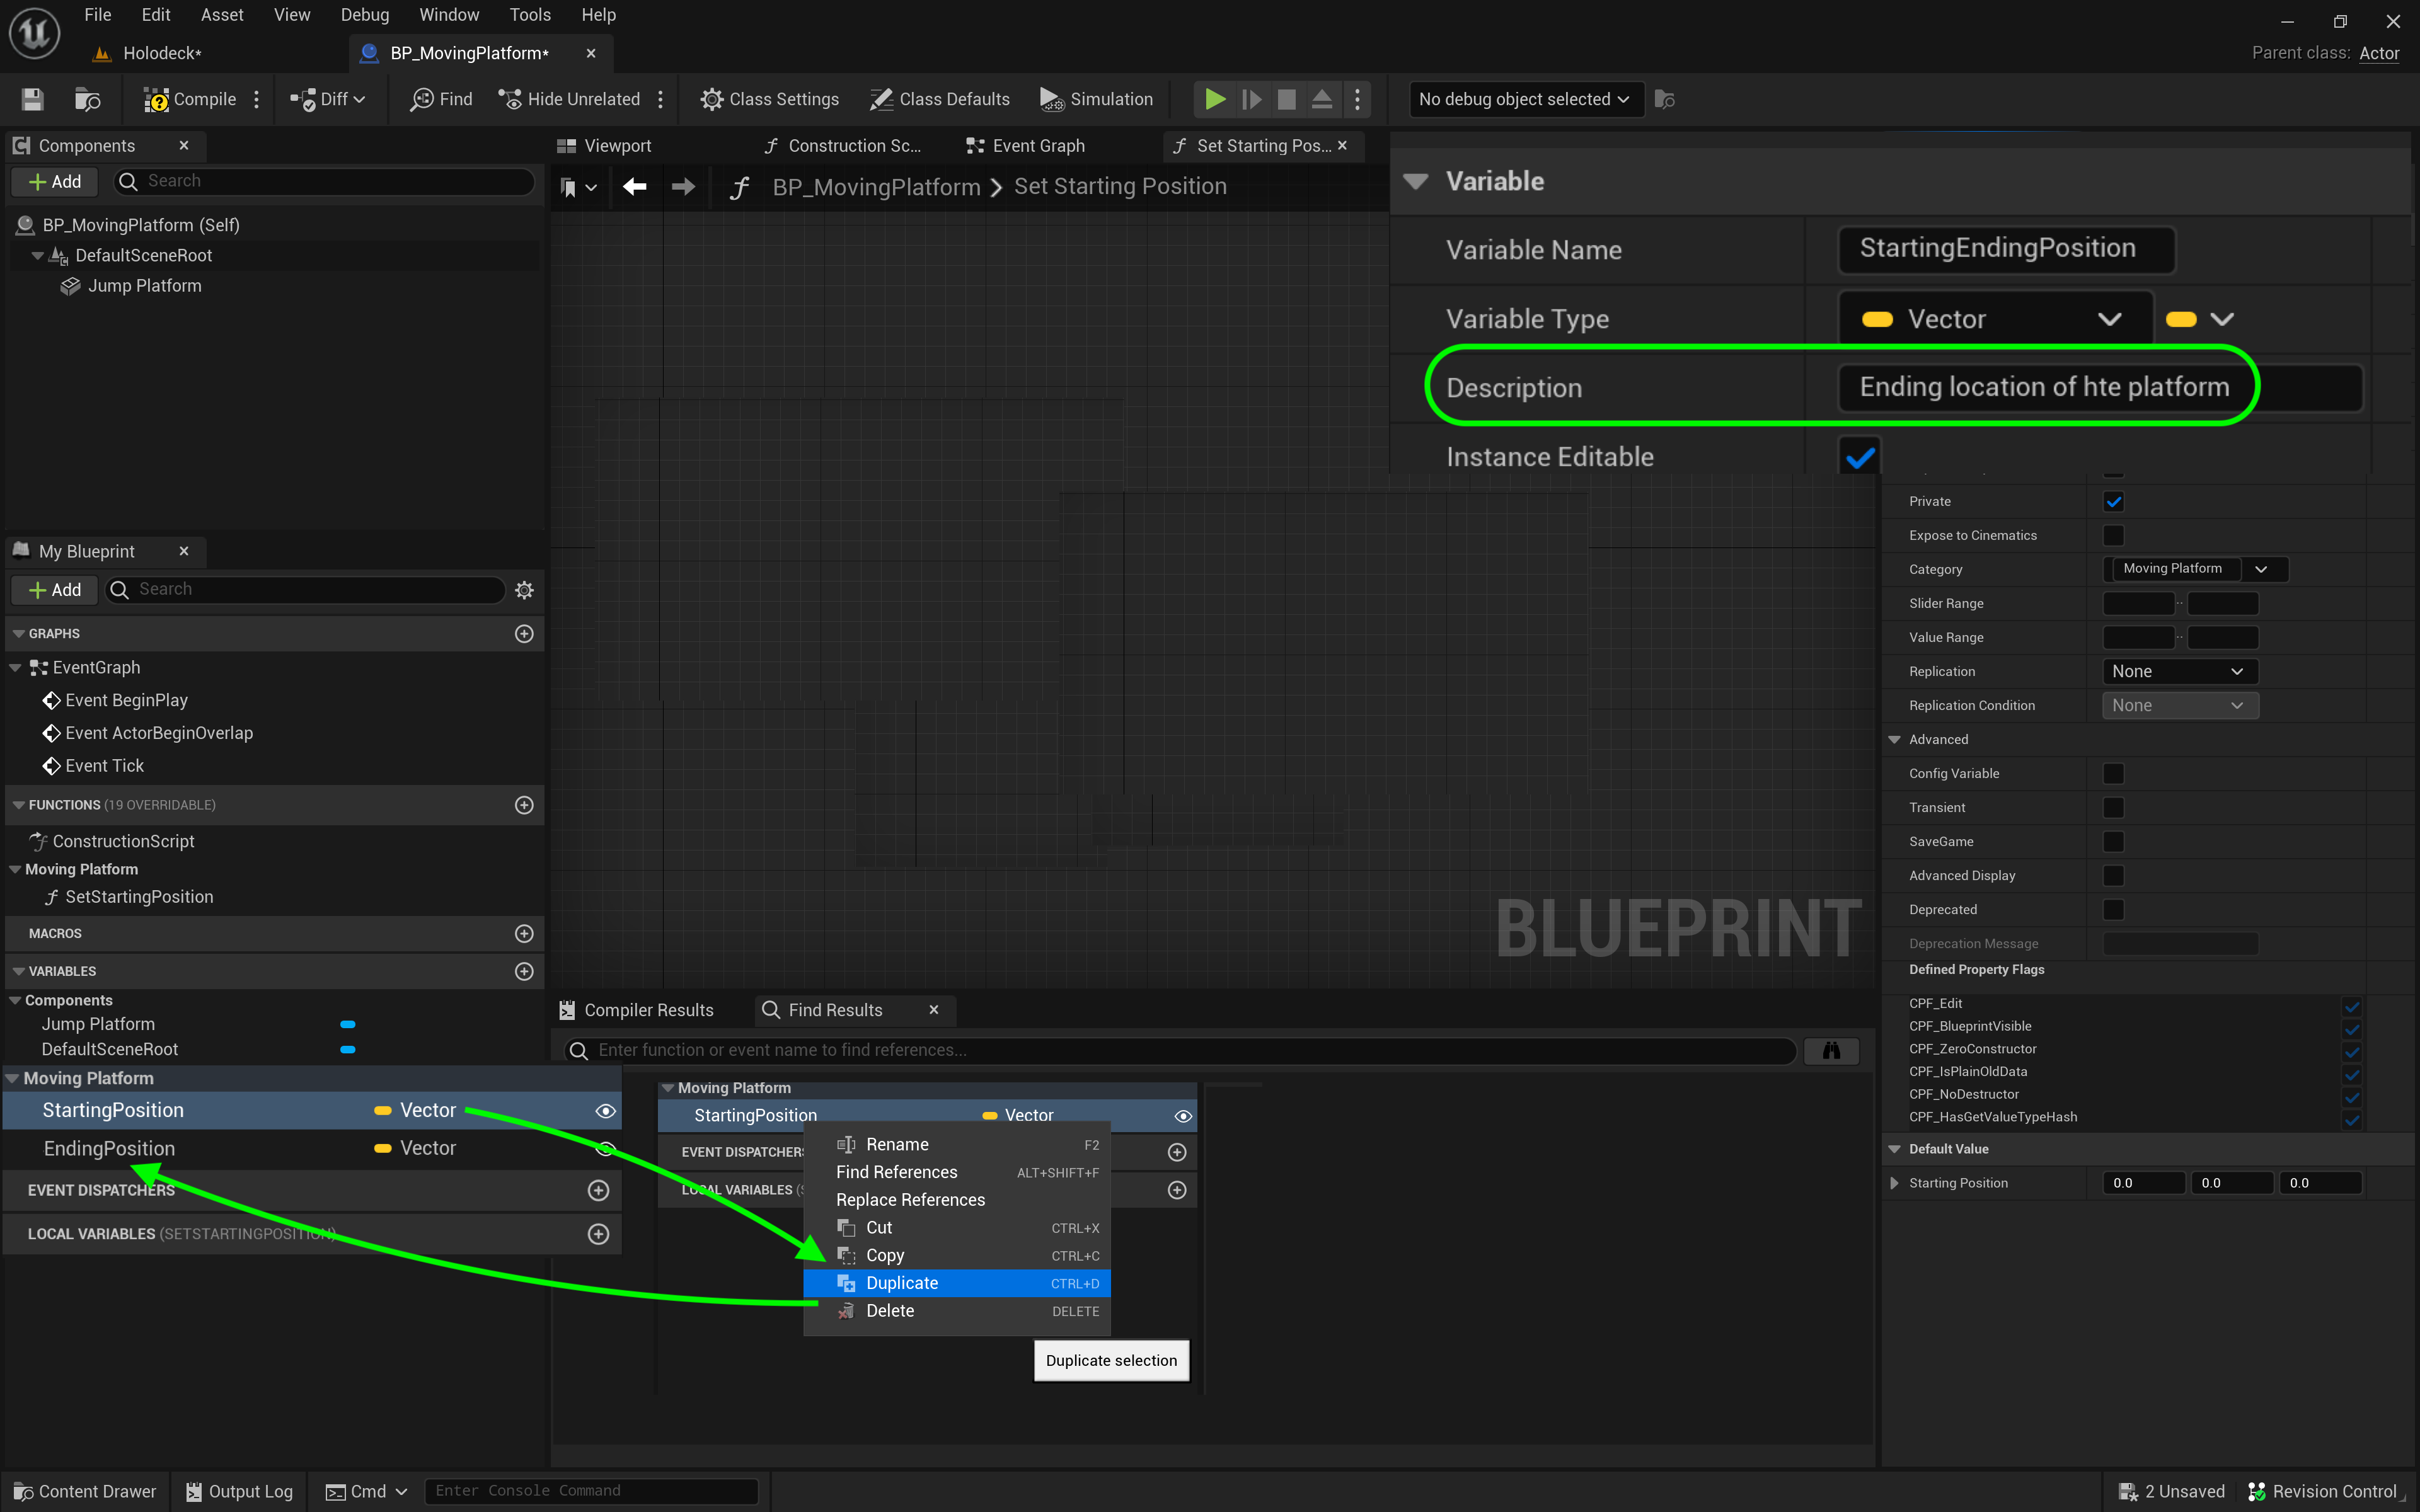 File Edit Asset View Debug Window Tools Help
Holodeck*
BP_MovingPlatform*
Parent class: Actor
Compile
Diff
Find
Hide Unrelated
Class Settings
Class Defaults
Simulation
No debug object selected
Components
Add
Search
BP_MovingPlatform (Self)
DefaultSceneRoot
Jump Platform
My Blueprint
Add
Search
GRAPHS
EventGraph
Event BeginPlay
Event ActorBeginOverlap
Event Tick
FUNCTIONS (19 OVERRIDABLE)
ConstructionScript
Moving Platform
SetStartingPosition
MACROS
VARIABLES
Components
Jump Platform
DefaultSceneRoot
Moving Platform
StartingPosition Vector
EndingPosition Vector
EVENT DISPATCHERS
LOCAL VARIABLES (SETSTARTINGPOSITION)
Viewport
Construction Sc...
Event Graph
Set Starting Pos...
BP_MovingPlatform > Set Starting Position
BLUEPRINT
Compiler Results
Find Results
Enter function or event name to find references...
Moving Platform
StartingPosition Vector
EVENT DISPATCHERS
LOCAL VARIABLES (S
Rename F2
Find References ALT+SHIFT+F
Replace References
Cut CTRL+X
Copy CTRL+C
Duplicate CTRL+D
Delete DELETE
Duplicate selection
Variable
Variable Name StartingEndingPosition
Variable Type Vector
Description Ending location of hte platform
Instance Editable
Private
Expose to Cinematics
Category Moving Platform
Slider Range
Value Range
Replication None
Replication Condition None
Advanced
Config Variable
Transient
SaveGame
Advanced Display
Deprecated
Deprecation Message
Defined Property Flags
CPF_Edit
CPF_BlueprintVisible
CPF_ZeroConstructor
CPF_IsPlainOldData
CPF_NoDestructor
CPF_HasGetValueTypeHash
Default Value
Starting Position 0.0 0.0 0.0
Content Drawer
Output Log
Cmd
Enter Console Command
2 Unsaved
Revision Control